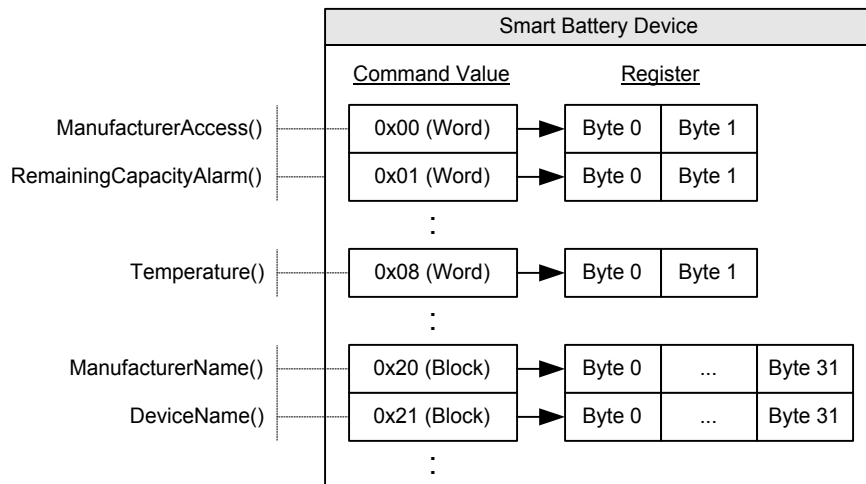 Smart Battery Device
Command Value Register
ManufacturerAccess() 0x00 (Word) Byte 0 Byte 1
RemainingCapacityAlarm() 0x01 (Word) Byte 0 Byte 1
:
Temperature() 0x08 (Word) Byte 0 Byte 1
:
ManufacturerName() 0x20 (Block) Byte 0 ... Byte 31
DeviceName() 0x21 (Block) Byte 0 ... Byte 31
: